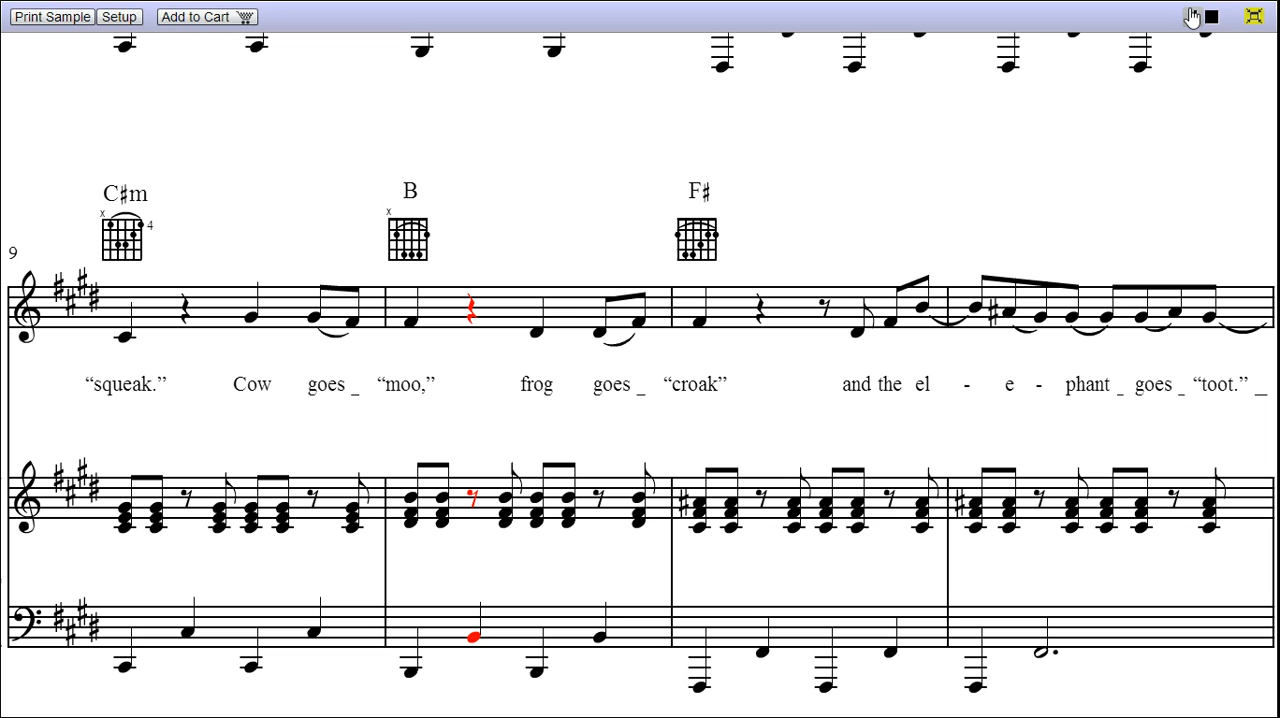 Print Sample Setup Add to Cart
C♯m B F♯
x 4 x
9
“squeak.” Cow goes _ “moo,” frog goes _ “croak” and the el - e - phant _ goes _ “toot.” _